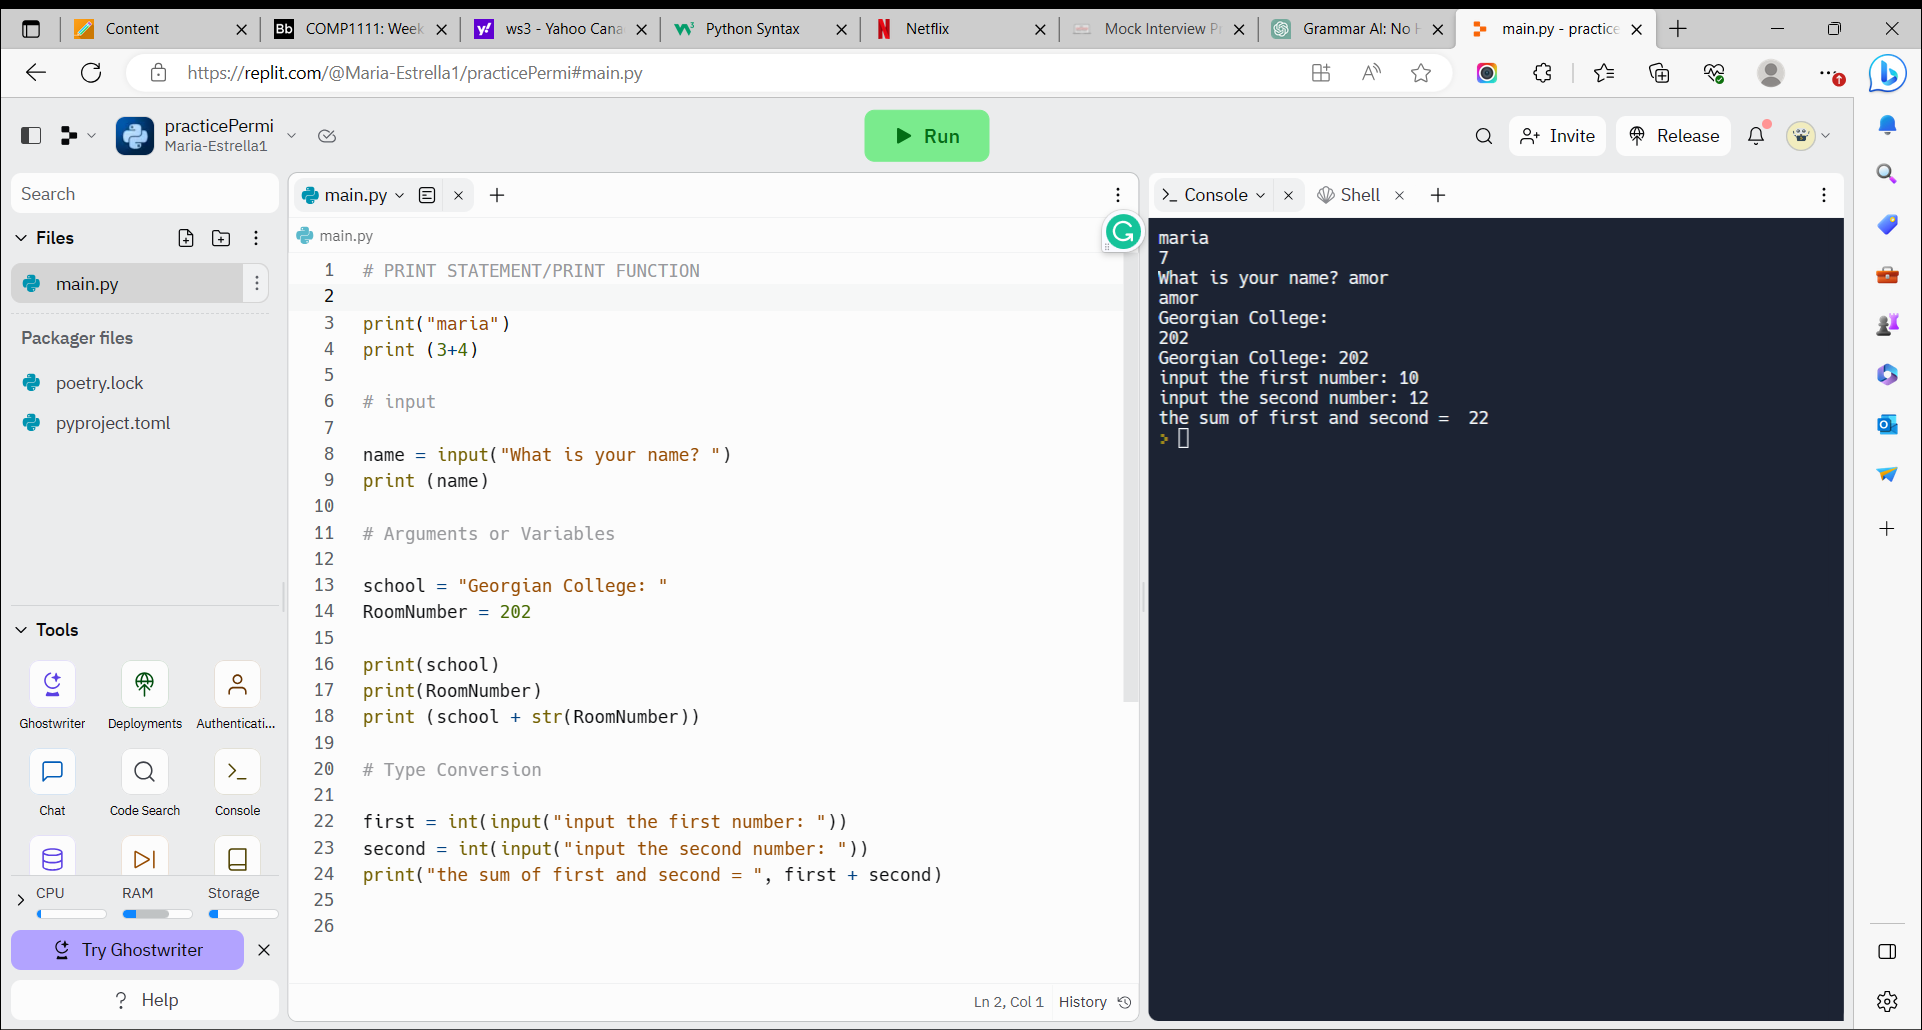 Content
Bb COMP1111: Week
ws3 - Yahoo Cana
Python Syntax
Netflix
Mock Interview Pr
Grammar AI: No H
main.py - practice
https://replit.com/@Maria-Estrella1/practicePermi#main.py
practicePermi
Maria-Estrella1
Run
Invite
Release
Search
Files
main.py
Packager files
poetry.lock
pyproject.toml
Tools
Ghostwriter
Deployments
Authenticati...
Chat
Code Search
Console
CPU
RAM
Storage
Try Ghostwriter
? Help
main.py
main.py
1 # PRINT STATEMENT/PRINT FUNCTION
2
3 print("maria")
4 print (3+4)
5
6 # input
7
8 name = input("What is your name? ")
9 print (name)
10
11 # Arguments or Variables
12
13 school = "Georgian College: "
14 RoomNumber = 202
15
16 print(school)
17 print(RoomNumber)
18 print (school + str(RoomNumber))
19
20 # Type Conversion
21
22 first = int(input("input the first number: "))
23 second = int(input("input the second number: "))
24 print("the sum of first and second = ", first + second)
25
26
Ln 2, Col 1 History
Console
Shell
maria
7
What is your name? amor
amor
Georgian College:
202
Georgian College: 202
input the first number: 10
input the second number: 12
the sum of first and second =  22
>